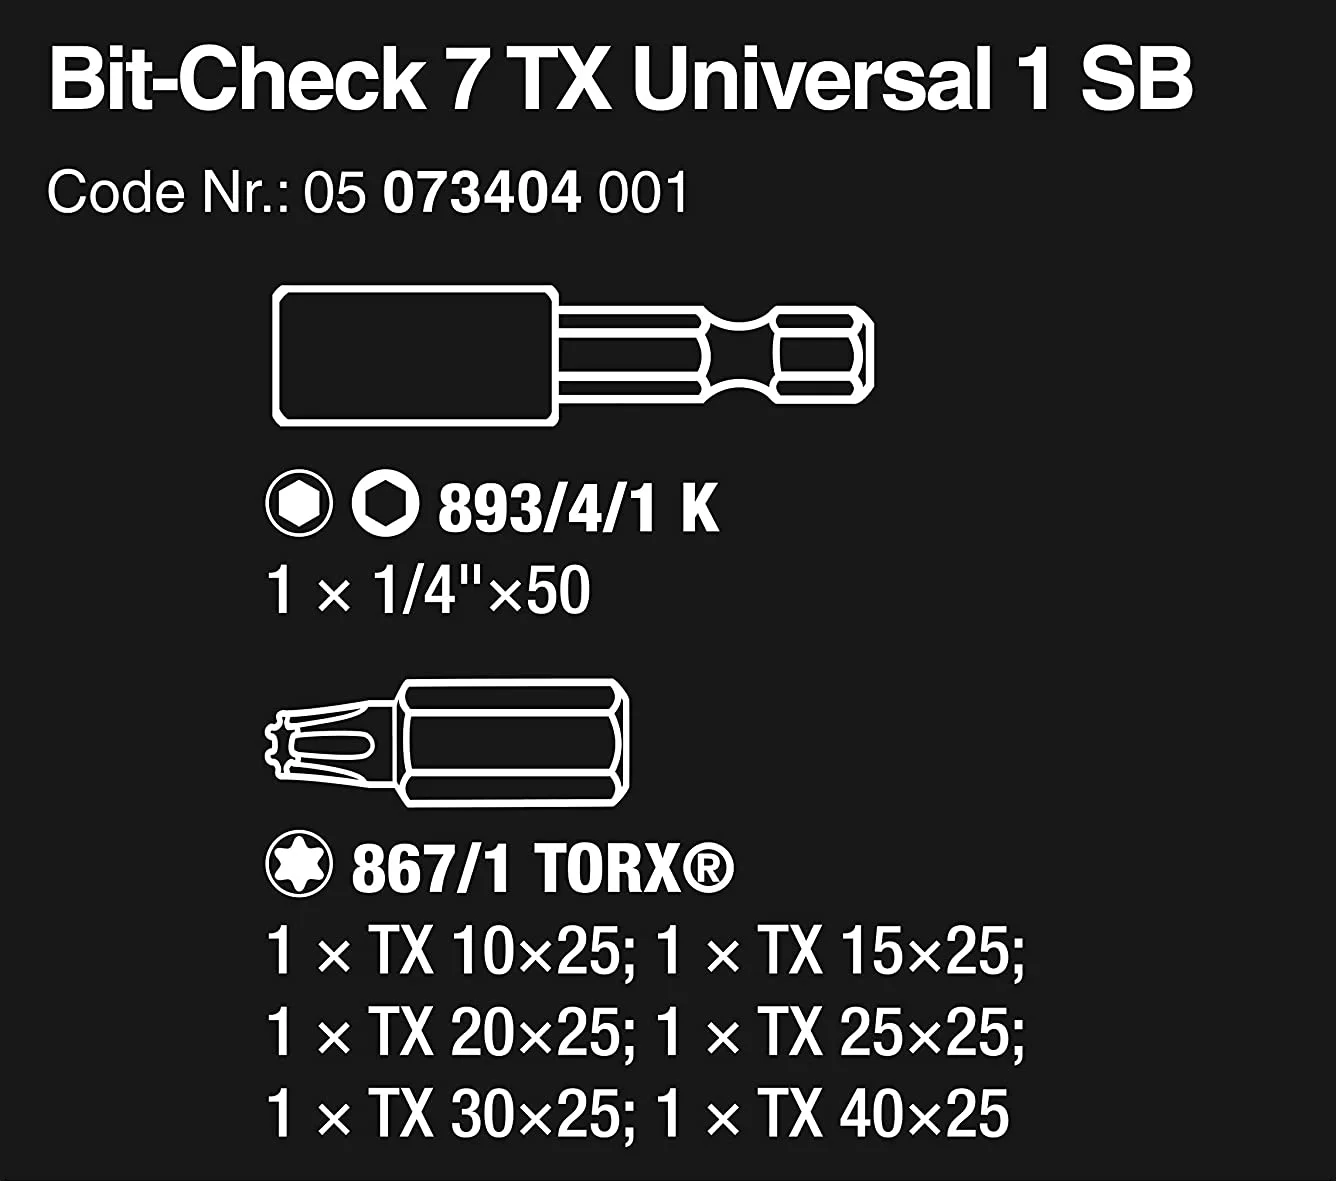 Bit-Check 7 TX Universal 1 SB
Code Nr.: 05 073404 001
893/4/1 K
1 × 1/4"×50
867/1 TORX®
1 × TX 10×25; 1 × TX 15×25;
1 × TX 20×25; 1 × TX 25×25;
1 × TX 30×25; 1 × TX 40×25